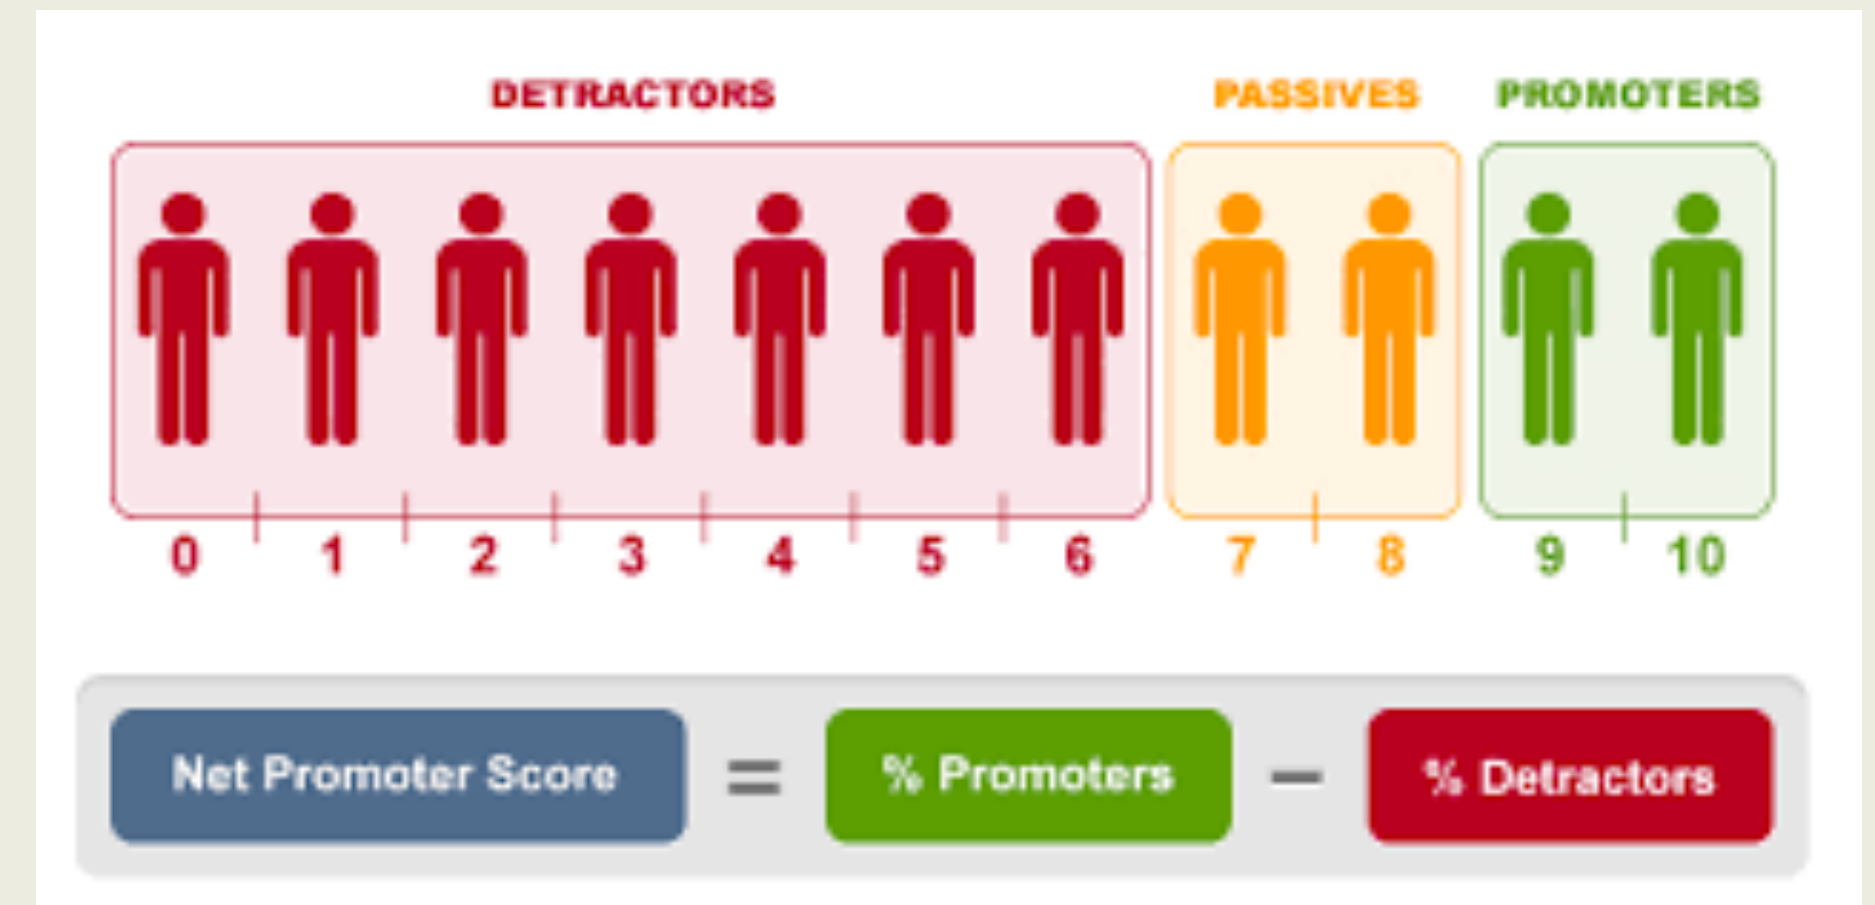 DETRACTORS PASSIVES PROMOTERS
0 1 2 3 4 5 6 7 8 9 10
Net Promoter Score = % Promoters − % Detractors